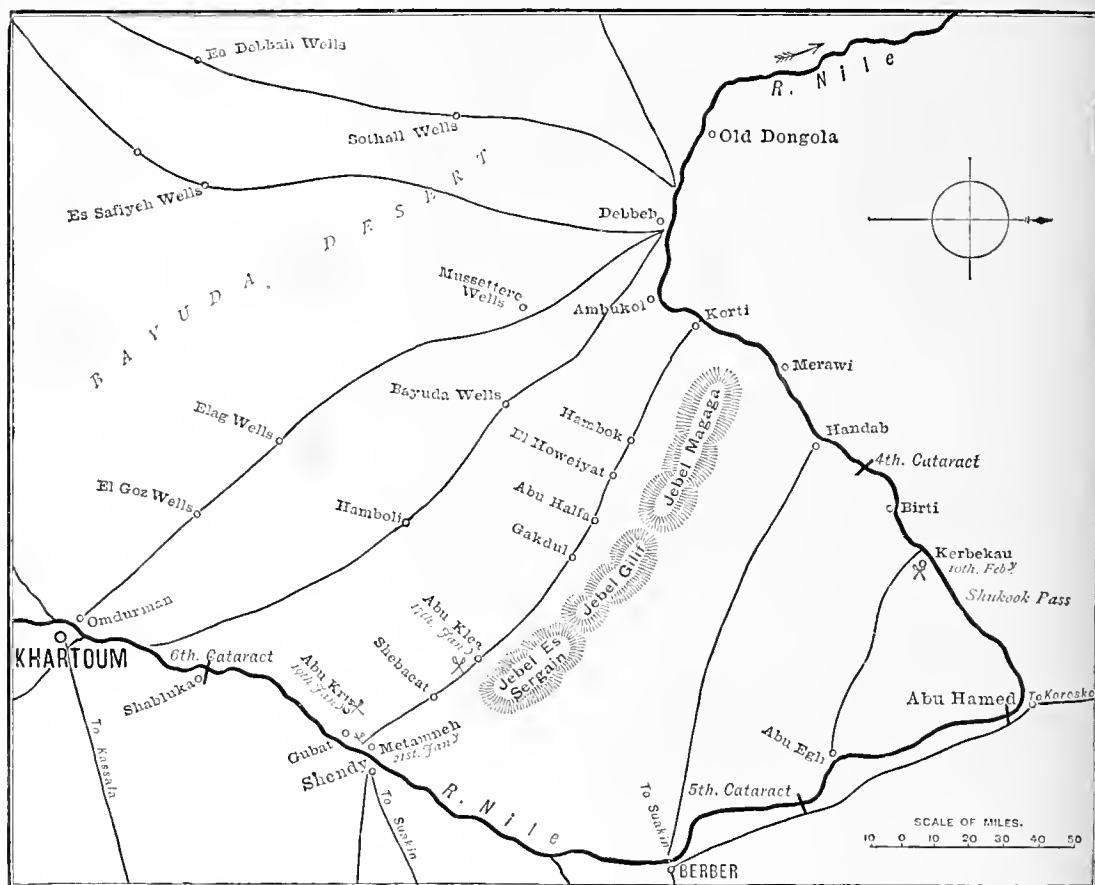 Es Debbah Wells
R. Nile
Sothall Wells
Old Dongola
Es Safiyeh Wells
BAYUDA DESERT
Debbeh
Mussettere
Wells
Ambukol
Korti
Merawi
Bayuda Wells
Elag Wells
Hambok
Jebel Magaga
Handab
El Howeiyat
4th. Cataract
El Goz Wells
Hamboli
Abu Halfa
Birti
Gakdul
Jebel Gilif
Kerbekau
10th. Feby.
Shukook Pass
Omdurman
Abu Klea
17th. Jany
KHARTOUM
6th. Cataract
Shebacat
Jebel Es
Sergain
Shabluka
Abu Kru
19th. Jany
Abu Hamed
To Korosko
Gubat
Metamneh
21st. Jany
Abu Egli
Shendy
To Kassala
To Suakin
R. Nile
To Suakin
5th. Cataract
SCALE OF MILES.
10 0 10 20 30 40 50
BERBER